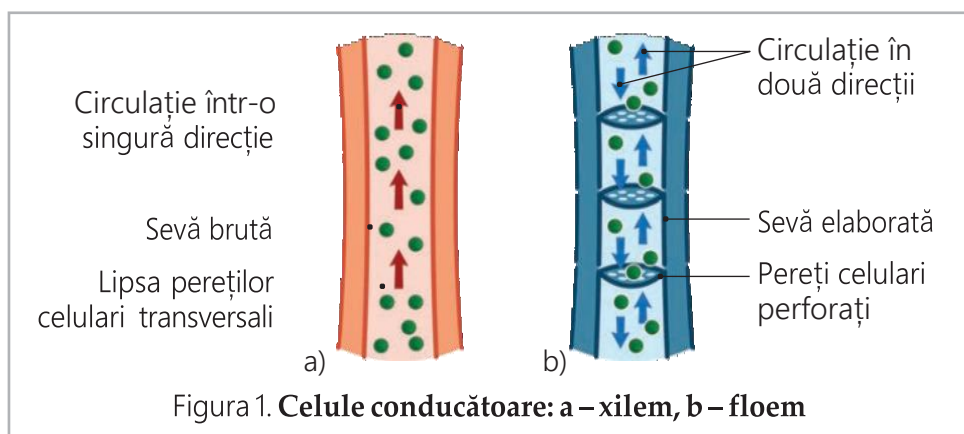 Circulație într-o
singură direcție
Sevă brută
Lipsa pereților
celulari transversali
a)
Circulație în
două direcții
Sevă elaborată
Pereți celulari
perforați
b)
Figura 1. Celule conducătoare: a – xilem, b – floem